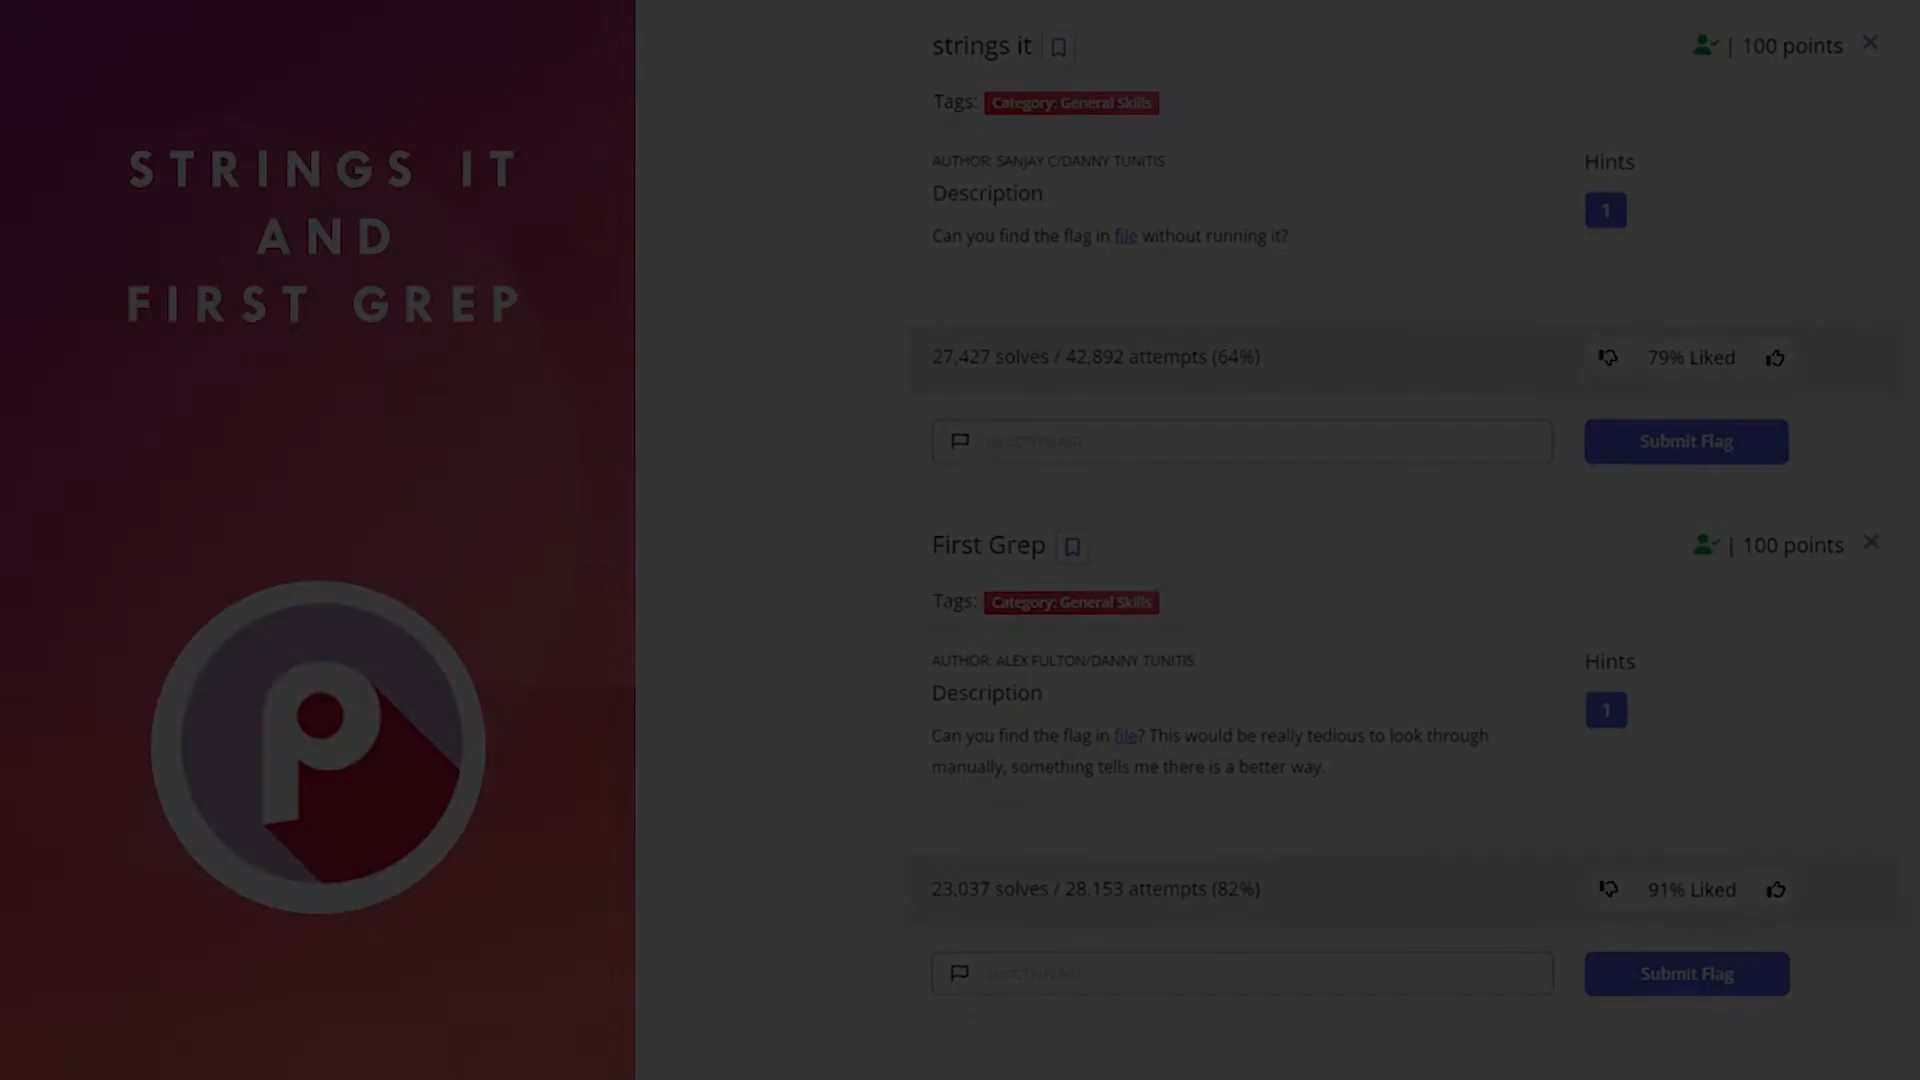 STRINGS IT
AND
FIRST GREP
strings it
| 100 points
Tags: Category: General Skills
AUTHOR: SANJAY C/DANNY TUNITIS
Description
Can you find the flag in file without running it?
Hints
1
27,427 solves / 42,892 attempts (64%)
79% Liked
picoCTF{FLAG}
Submit Flag
First Grep
| 100 points
Tags: Category: General Skills
AUTHOR: ALEX FULTON/DANNY TUNITIS
Description
Can you find the flag in file? This would be really tedious to look through
manually, something tells me there is a better way.
Hints
1
23,037 solves / 28.153 attempts (82%)
91% Liked
picoCTF{FLAG}
Submit Flag